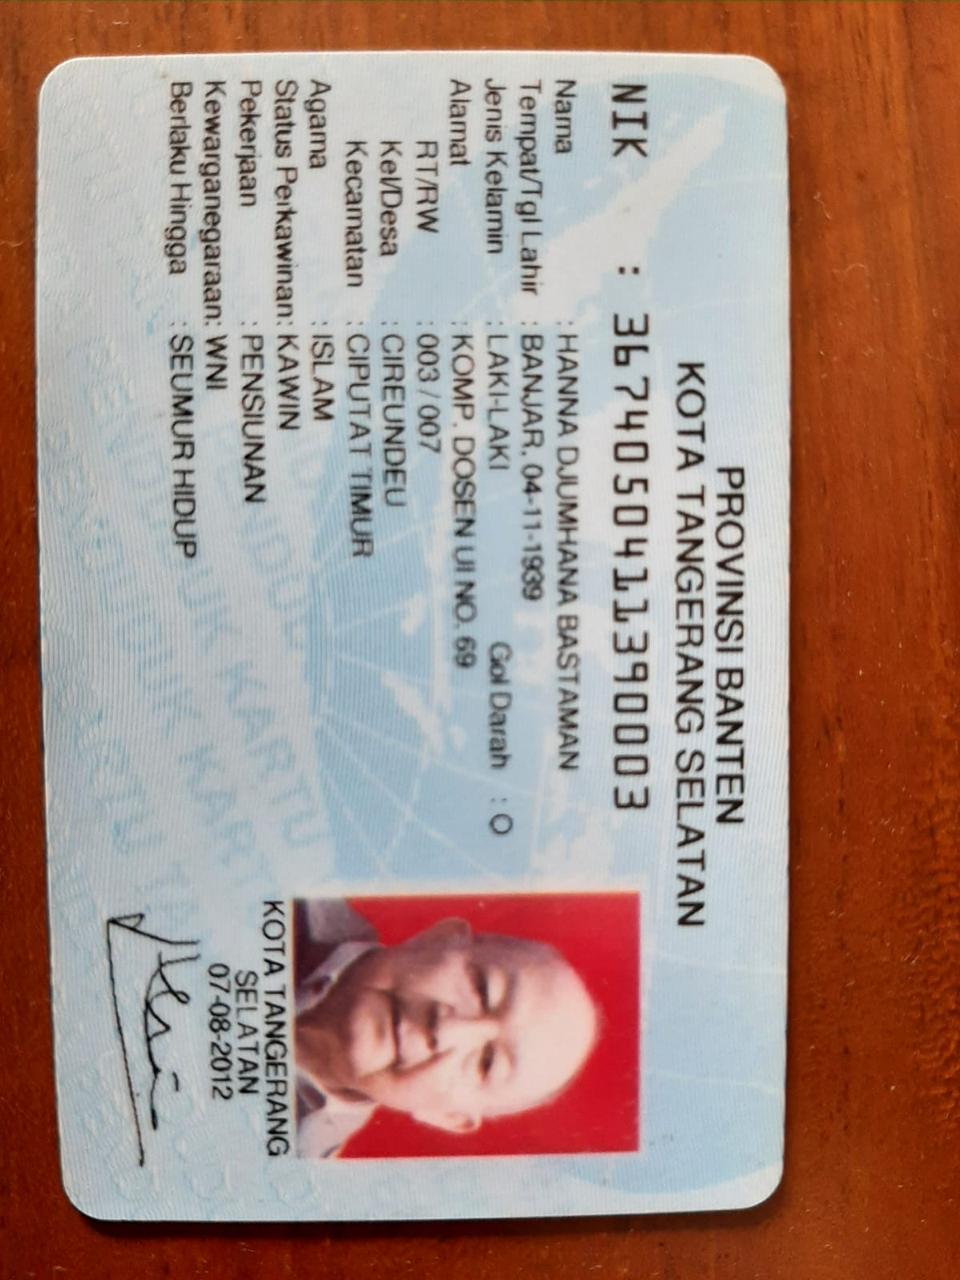 PROVINSI BANTEN
KOTA TANGERANG SELATAN
NIK : 3674050411390003
Nama : HANNA DJUMHANA BASTAMAN
Tempat/Tgl Lahir : BANJAR, 04-11-1939
Jenis Kelamin : LAKI-LAKI Gol Darah : O
Alamat : KOMP. DOSEN UI NO. 69
RT/RW : 003 / 007
Kel/Desa : CIREUNDEU
Kecamatan : CIPUTAT TIMUR
Agama : ISLAM
Status Perkawinan: KAWIN
Pekerjaan : PENSIUNAN
Kewarganegaraan: WNI
Berlaku Hingga : SEUMUR HIDUP
KOTA TANGERANG
SELATAN
07-08-2012